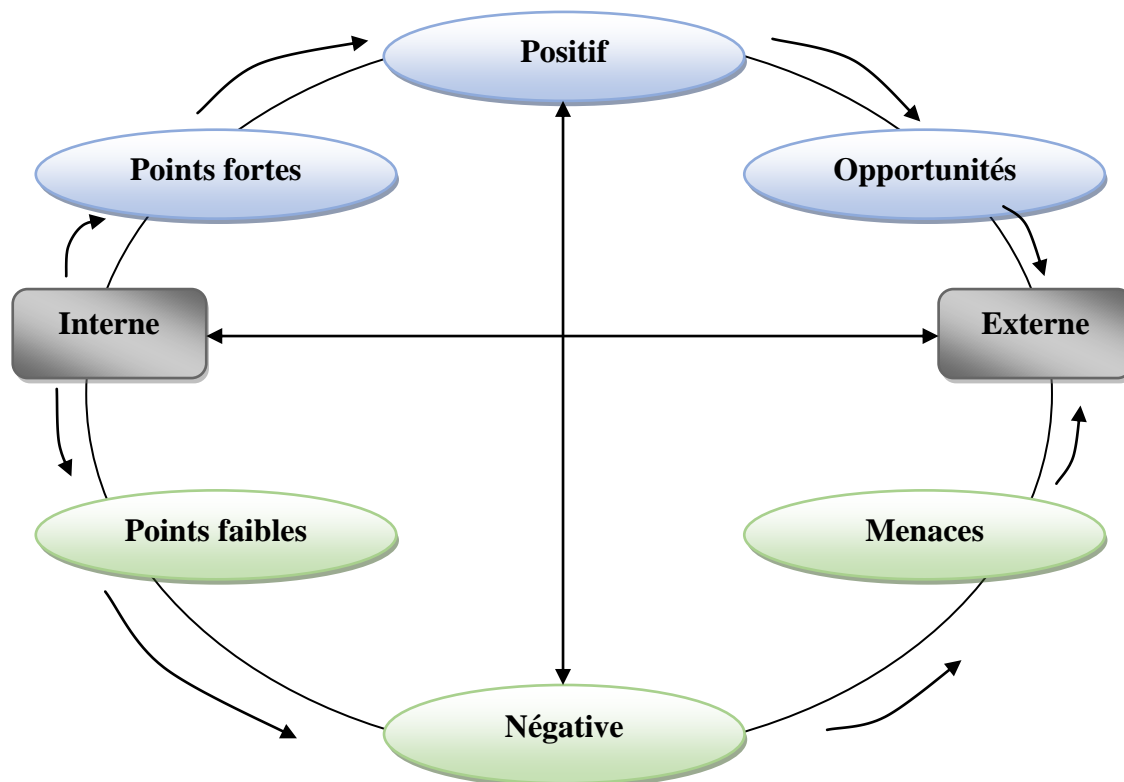 Positif
Points fortes
Opportunités
Interne
Externe
Points faibles
Menaces
Négative